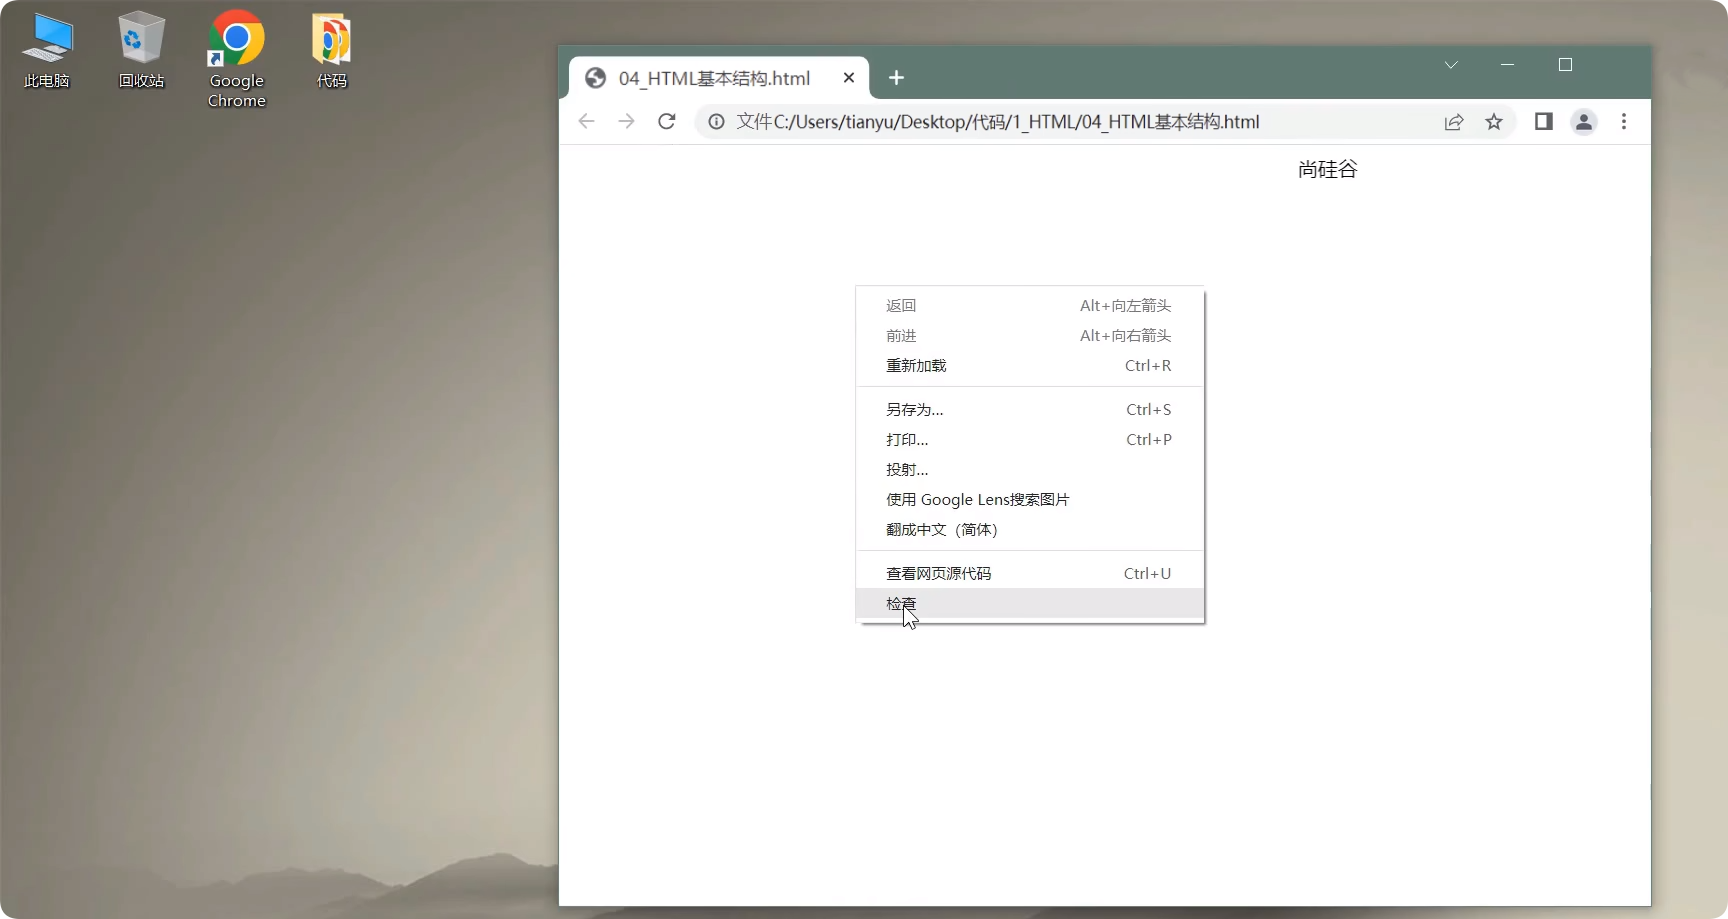 此电脑
回收站
Google
Chrome
代码
04_HTML基本结构.html
文件 C:/Users/tianyu/Desktop/代码/1_HTML/04_HTML基本结构.html
尚硅谷
返回 Alt+向左箭头
前进 Alt+向右箭头
重新加载 Ctrl+R
另存为... Ctrl+S
打印... Ctrl+P
投射...
使用 Google Lens搜索图片
翻成中文（简体）
查看网页源代码 Ctrl+U
检查